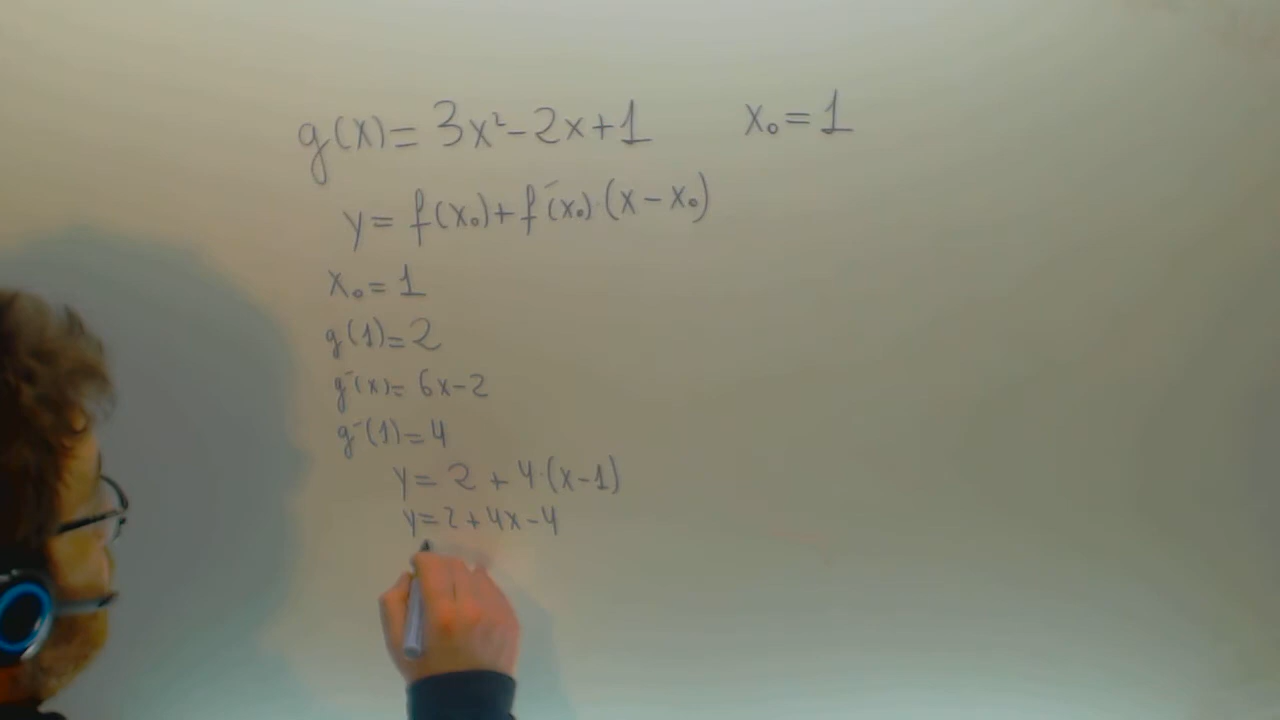 g(x)= 3x²-2x+1 x₀=1
y= f(x₀)+f´(x₀)·(x-x₀)
x₀=1
g(1)=2
g´(x)= 6x-2
g´(1)=4
y= 2 + 4·(x-1)
y=2+4x-4